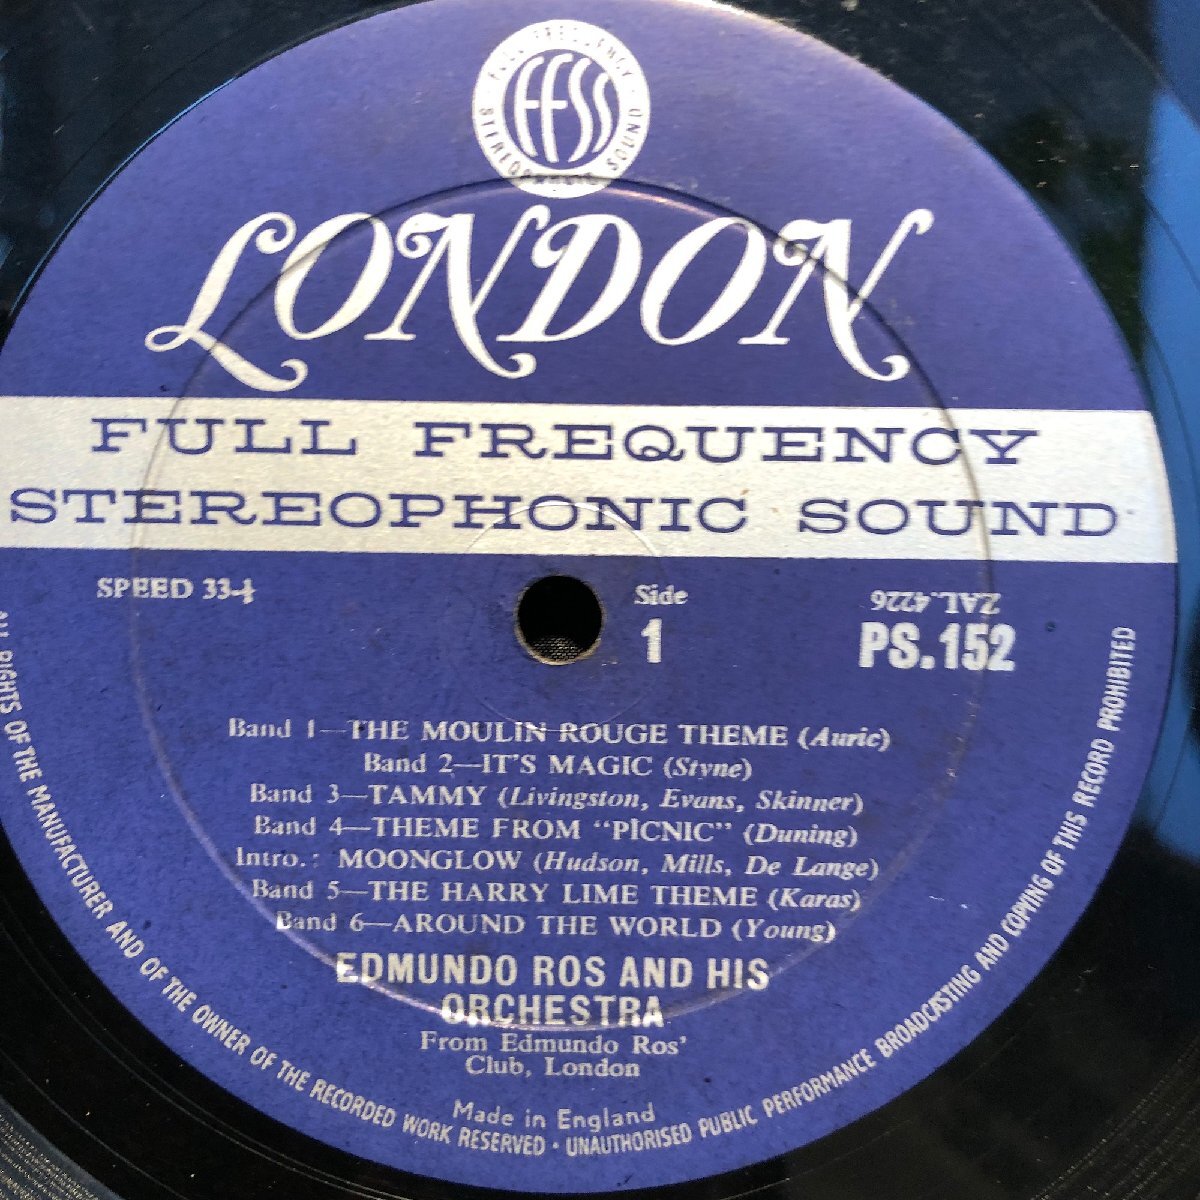 FULL FREQUENCY
STEREOPHONIC SOUND
FFSS
LONDON
FULL FREQUENCY
STEREOPHONIC SOUND
SPEED 33⅓
Side
1
ZAL.4226
PS.152
Band 1—THE MOULIN ROUGE THEME (Auric)
Band 2—IT'S MAGIC (Styne)
Band 3—TAMMY (Livingston, Evans, Skinner)
Band 4—THEME FROM "PICNIC" (Duning)
Intro.: MOONGLOW (Hudson, Mills, De Lange)
Band 5—THE HARRY LIME THEME (Karas)
Band 6—AROUND THE WORLD (Young)
EDMUNDO ROS AND HIS
ORCHESTRA
From Edmundo Ros'
Club, London
Made in England
ALL RIGHTS OF THE MANUFACTURER AND OF THE OWNER OF THE RECORDED WORK RESERVED · UNAUTHORISED PUBLIC PERFORMANCE BROADCASTING AND COPYING OF THIS RECORD PROHIBITED